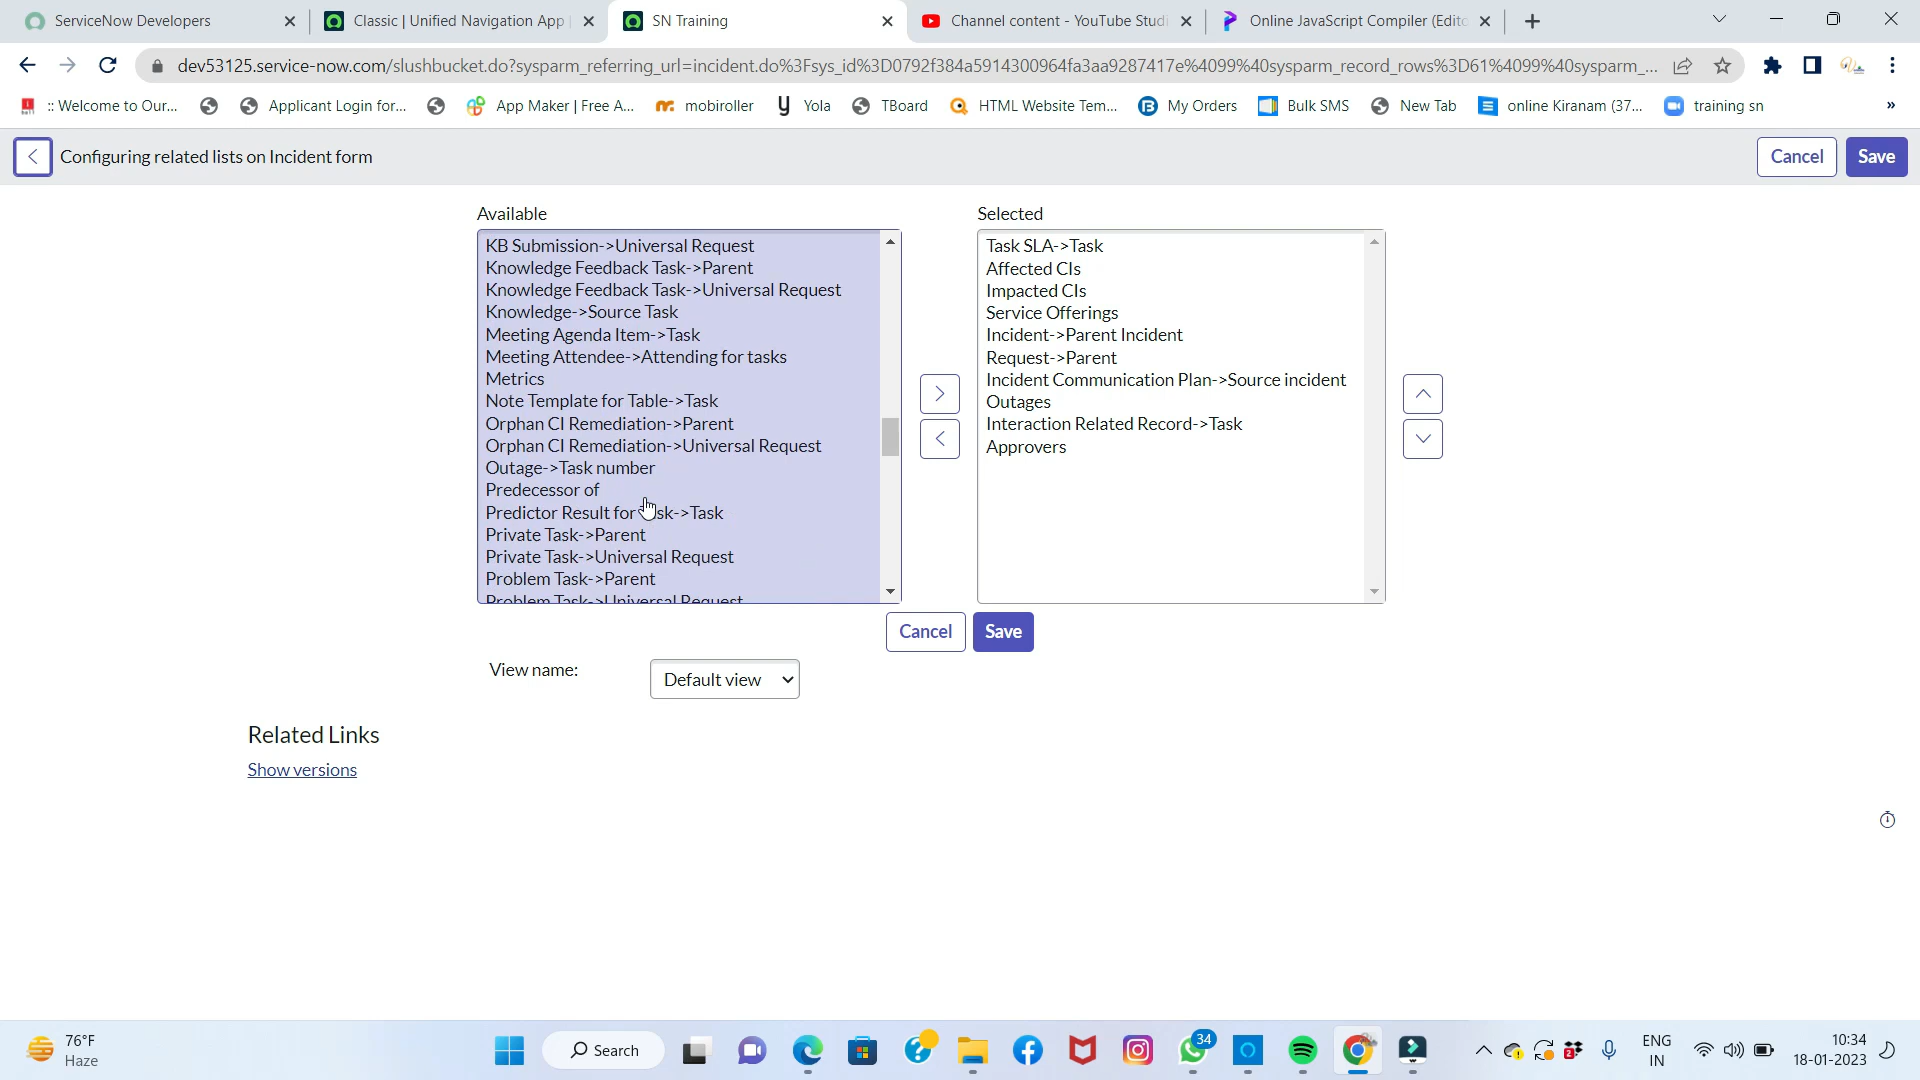 ServiceNow Developers
Classic | Unified Navigation App
SN Training
Channel content - YouTube Studi
Online JavaScript Compiler (Edito
dev53125.service-now.com/slushbucket.do?sysparm_referring_url=incident.do%3Fsys_id%3D0792f384a5914300964fa3aa9287417e%4099%40sysparm_record_rows%3D61%4099%40sysparm_...
:: Welcome to Our...
Applicant Login for...
App Maker | Free A...
mobiroller
Yola
TBoard
HTML Website Tem...
My Orders
Bulk SMS
New Tab
online Kiranam (37...
training sn
»
Configuring related lists on Incident form
Cancel
Save
Available
KB Submission->Universal Request
Knowledge Feedback Task->Parent
Knowledge Feedback Task->Universal Request
Knowledge->Source Task
Meeting Agenda Item->Task
Meeting Attendee->Attending for tasks
Metrics
Note Template for Table->Task
Orphan CI Remediation->Parent
Orphan CI Remediation->Universal Request
Outage->Task number
Predecessor of
Predictor Result for Task->Task
Private Task->Parent
Private Task->Universal Request
Problem Task->Parent
Problem Task->Universal Request
Selected
Task SLA->Task
Affected CIs
Impacted CIs
Service Offerings
Incident->Parent Incident
Request->Parent
Incident Communication Plan->Source incident
Outages
Interaction Related Record->Task
Approvers
Cancel
Save
View name:
Default view
Related Links
Show versions
76°F
Haze
Search
34
2
ENG
IN
10:34
18-01-2023